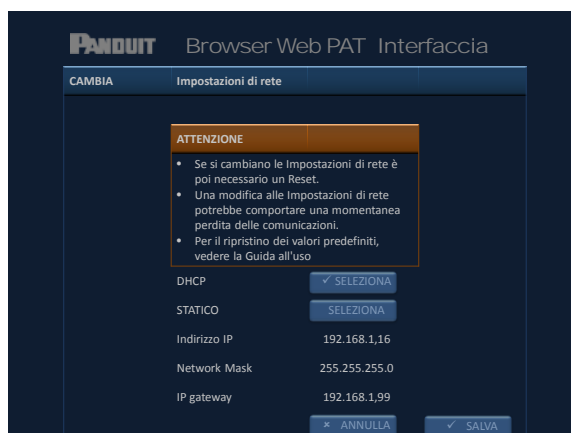 PANDUIT Browser Web PAT Interfaccia
CAMBIA Impostazioni di rete
ATTENZIONE
• Se si cambiano le Impostazioni di rete è
poi necessario un Reset.
• Una modifica alle Impostazioni di rete
potrebbe comportare una momentanea
perdita delle comunicazioni.
• Per il ripristino dei valori predefiniti,
vedere la Guida all'uso
DHCP ✓ SELEZIONA
STATICO SELEZIONA
Indirizzo IP 192.168.1,16
Network Mask 255.255.255.0
IP gateway 192.168.1,99
× ANNULLA ✓ SALVA